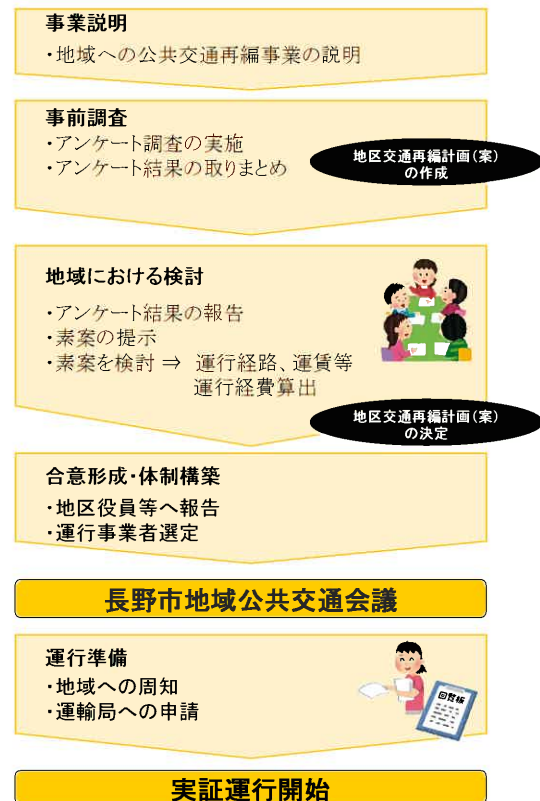 事業説明
・地域への公共交通再編事業の説明
事前調査
・アンケート調査の実施
・アンケート結果の取りまとめ
地区交通再編計画(案)
の作成
地域における検討
・アンケート結果の報告
・素案の提示
・素案を検討 ⇒ 運行経路、運賃等
運行経費算出
地区交通再編計画(案)
の決定
合意形成・体制構築
・地区役員等へ報告
・運行事業者選定
長野市地域公共交通会議
運行準備
・地域への周知
・運輸局への申請
回覧板
実証運行開始